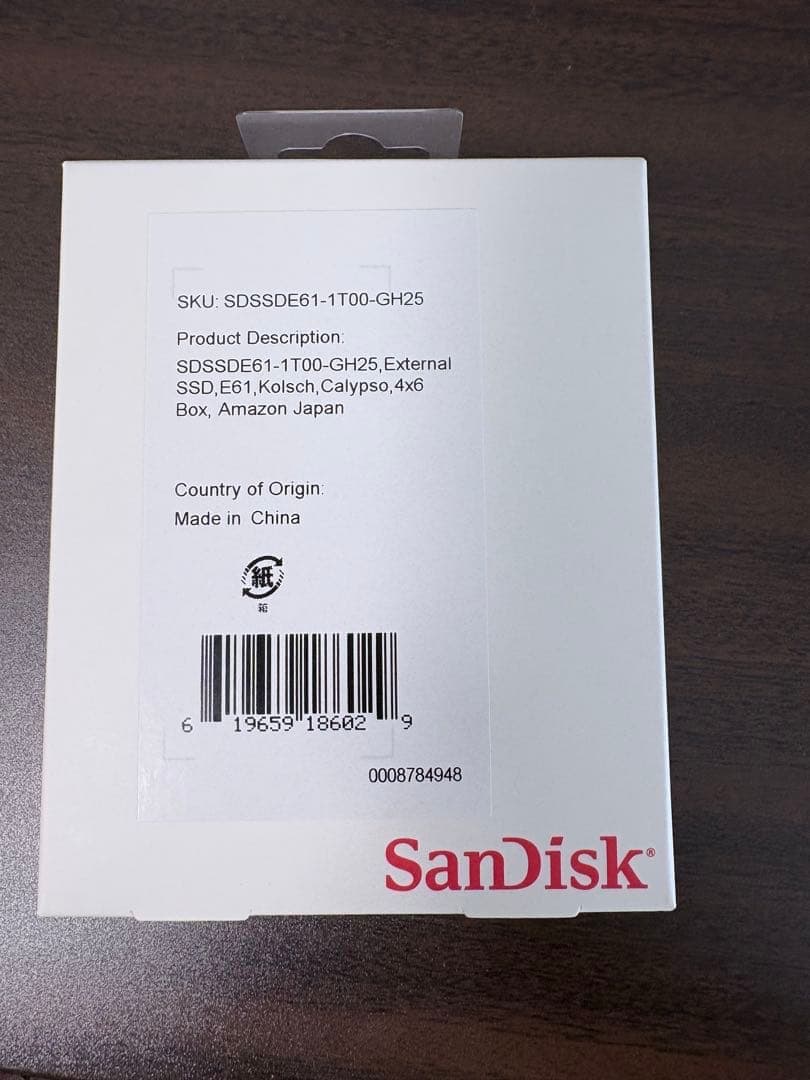 SKU: SDSSDE61-1T00-GH25
Product Description:
SDSSDE61-1T00-GH25,External
SSD,E61,Kolsch,Calypso,4x6
Box, Amazon Japan
Country of Origin:
Made in China
紙
箱
6 19659 18602 9
0008784948
SanDisk®